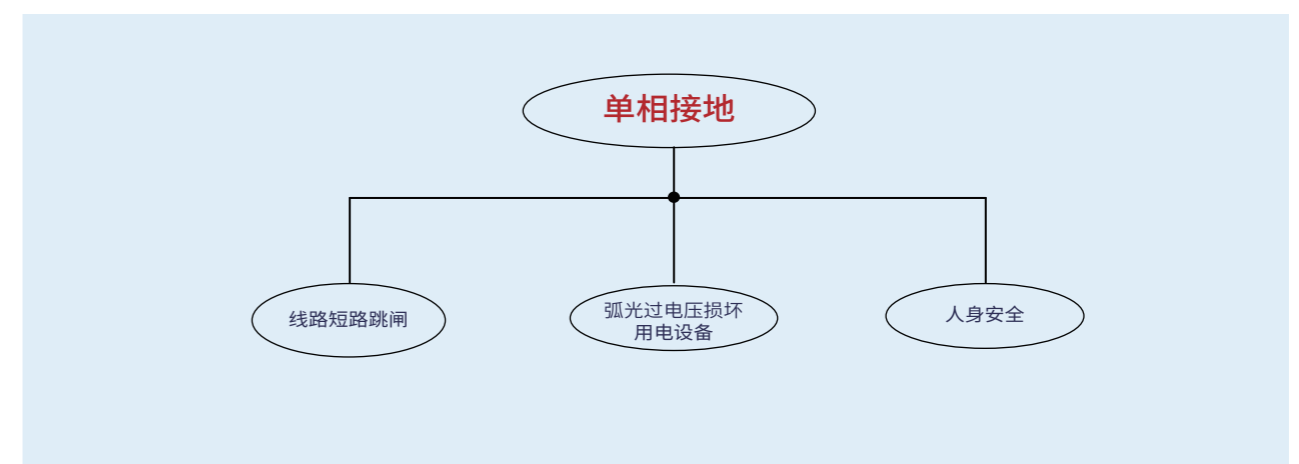 单相接地
线路短路跳闸
弧光过电压损坏
用电设备
人身安全